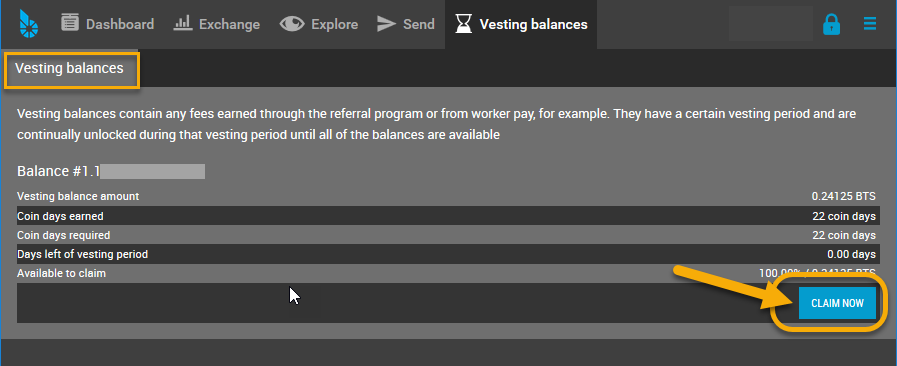 Dashboard Exchange Explore Send Vesting balances
Vesting balances
Vesting balances contain any fees earned through the referral program or from worker pay, for example. They have a certain vesting period and are
continually unlocked during that vesting period until all of the balances are available
Balance #1.1
Vesting balance amount 0.24125 BTS
Coin days earned 22 coin days
Coin days required 22 coin days
Days left of vesting period 0.00 days
Available to claim 100.00% / 0.24125 BTS
CLAIM NOW